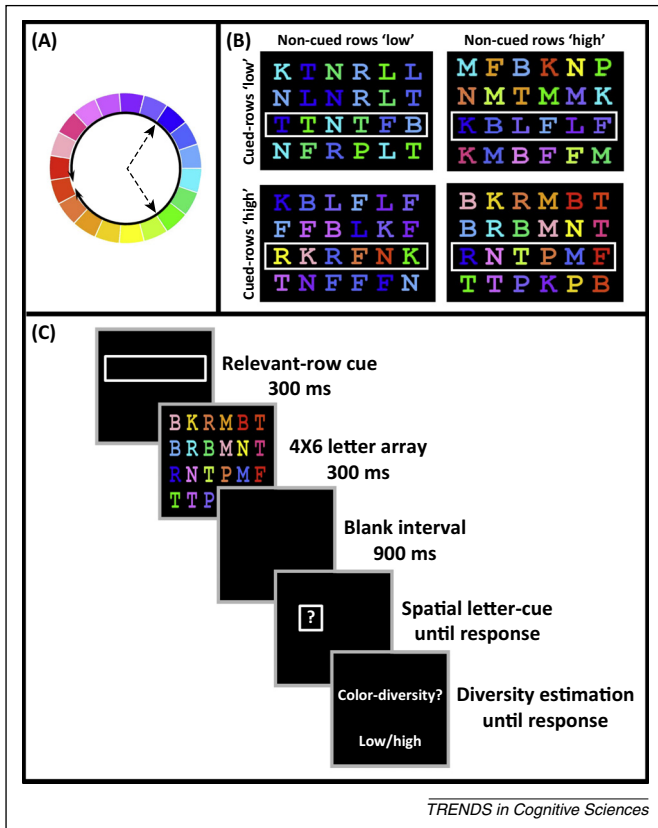 (A)
(B)
Non-cued rows 'low'
Non-cued rows 'high'
Cued-rows 'low'
K T N R L L
N L N R L T
T T N T F B
N F R P L T
M F B K N P
N M T M M K
K B L F L F
K M B F F M
Cued-rows 'high'
K B L F L F
F F B L K F
R K R F N K
T N F F F N
B K R M B T
B R B M N T
R N T P M F
T T P K P B
(C)
Relevant-row cue
300 ms
B K R M B T
B R B M N T
R N T P M F
T T P
4X6 letter array
300 ms
Blank interval
900 ms
?
Spatial letter-cue
until response
Color-diversity?
Low/high
Diversity estimation
until response
TRENDS in Cognitive Sciences